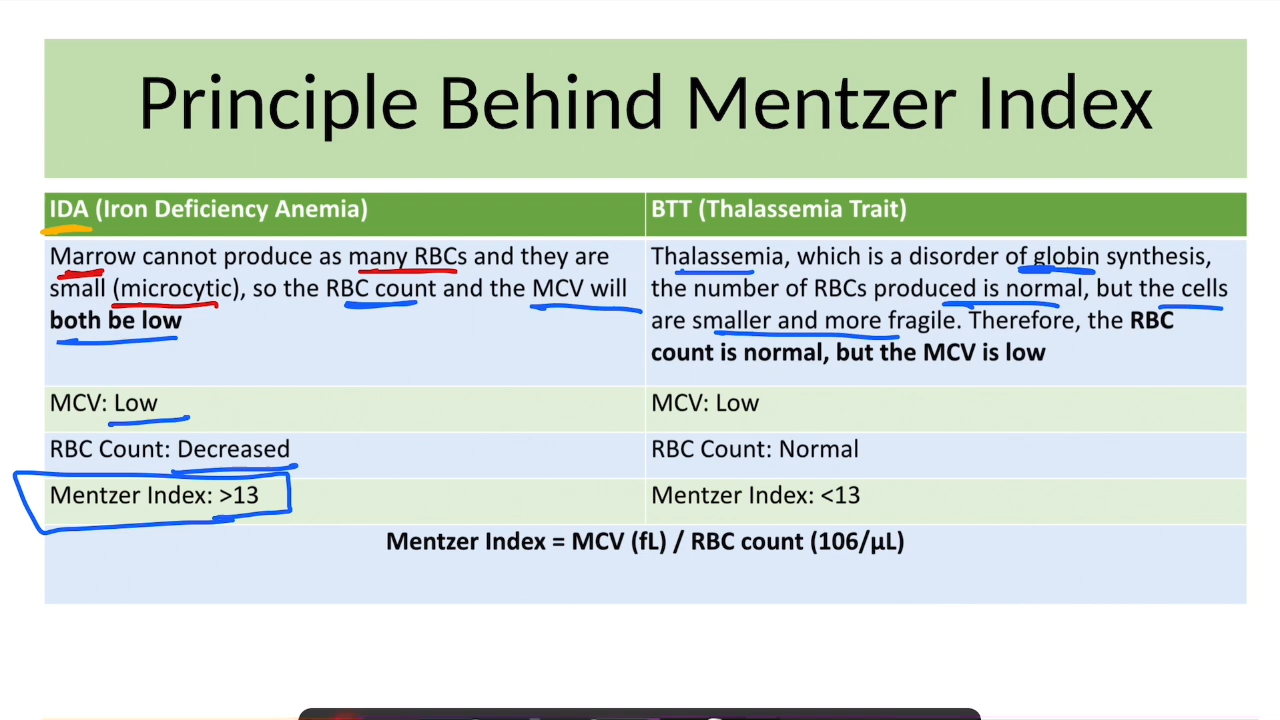 Principle Behind Mentzer Index
IDA (Iron Deficiency Anemia)
BTT (Thalassemia Trait)
Marrow cannot produce as many RBCs and they are
small (microcytic), so the RBC count and the MCV will
both be low
Thalassemia, which is a disorder of globin synthesis,
the number of RBCs produced is normal, but the cells
are smaller and more fragile. Therefore, the RBC
count is normal, but the MCV is low
MCV: Low
MCV: Low
RBC Count: Decreased
RBC Count: Normal
Mentzer Index: >13
Mentzer Index: <13
Mentzer Index = MCV (fL) / RBC count (106/μL)